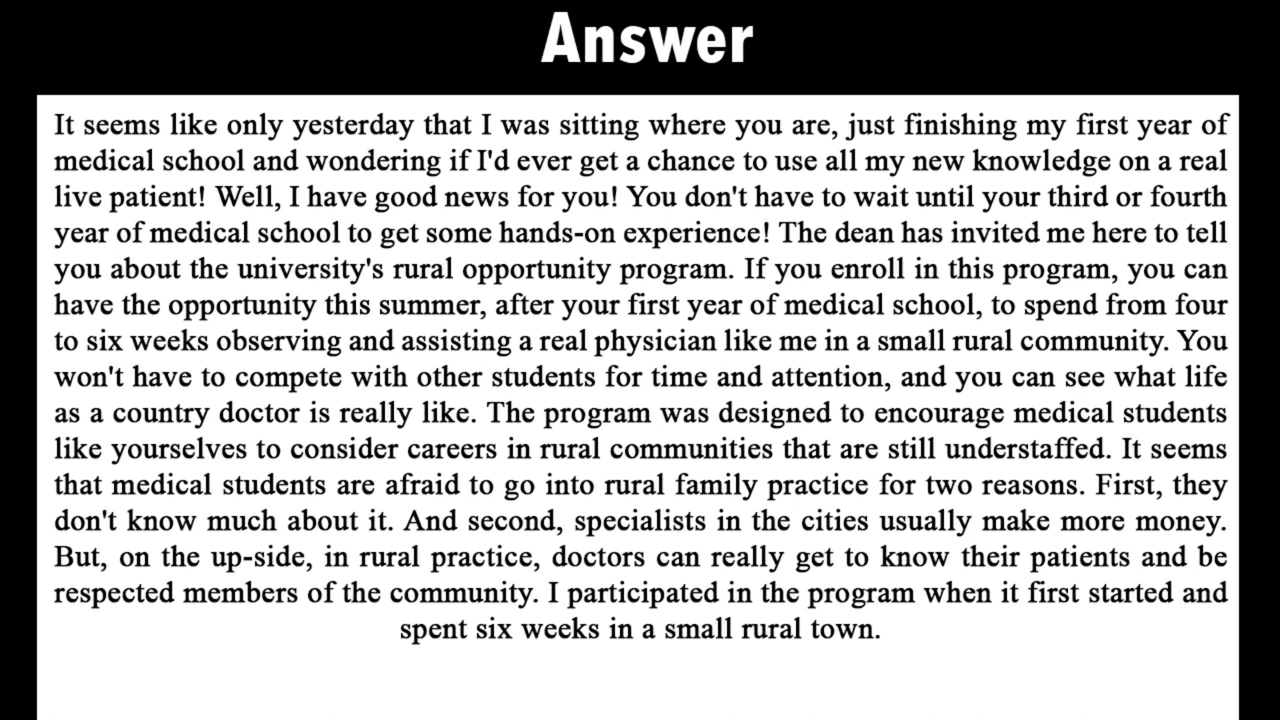 Answer
It seems like only yesterday that I was sitting where you are, just finishing my first year of
medical school and wondering if I'd ever get a chance to use all my new knowledge on a real
live patient! Well, I have good news for you! You don't have to wait until your third or fourth
year of medical school to get some hands-on experience! The dean has invited me here to tell
you about the university's rural opportunity program. If you enroll in this program, you can
have the opportunity this summer, after your first year of medical school, to spend from four
to six weeks observing and assisting a real physician like me in a small rural community. You
won't have to compete with other students for time and attention, and you can see what life
as a country doctor is really like. The program was designed to encourage medical students
like yourselves to consider careers in rural communities that are still understaffed. It seems
that medical students are afraid to go into rural family practice for two reasons. First, they
don't know much about it. And second, specialists in the cities usually make more money.
But, on the up-side, in rural practice, doctors can really get to know their patients and be
respected members of the community. I participated in the program when it first started and
spent six weeks in a small rural town.